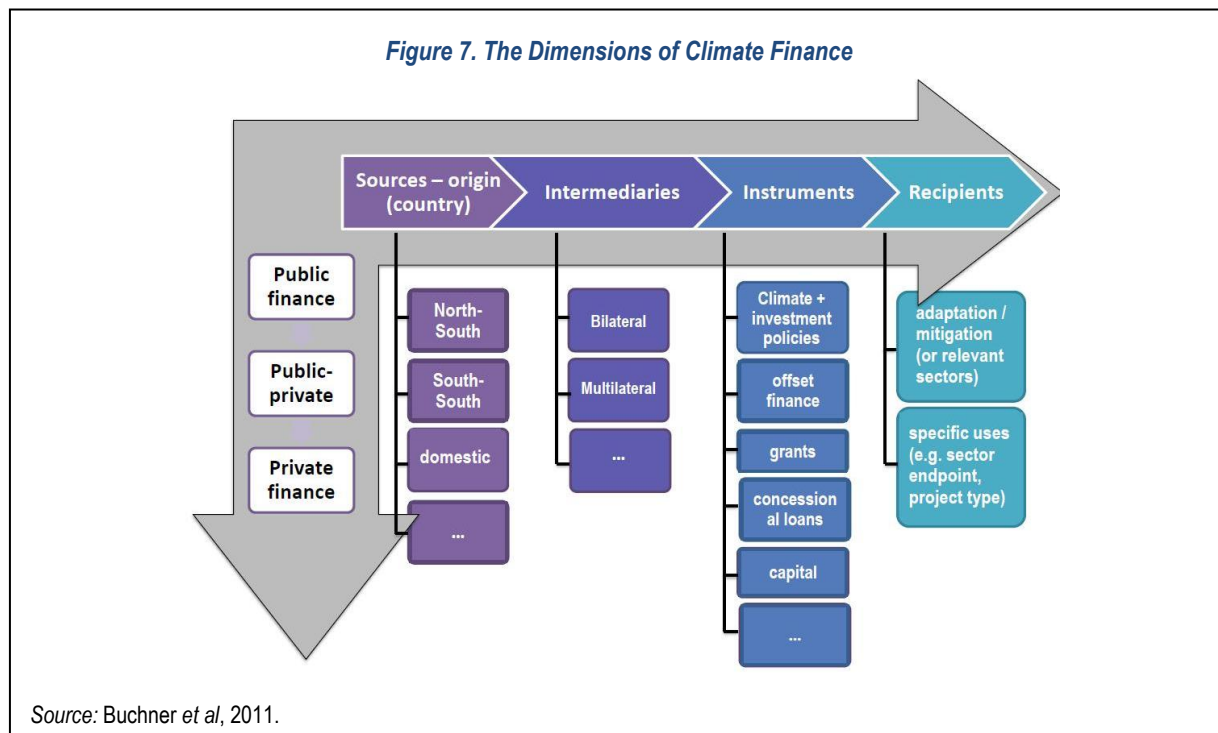 Figure 7. The Dimensions of Climate Finance
Sources – origin
(country)
Intermediaries
Instruments
Recipients
Public
finance
Public-
private
Private
finance
North-
South
South-
South
domestic
...
Bilateral
Multilateral
...
Climate +
investment
policies
offset
finance
grants
concession
al loans
capital
...
adaptation /
mitigation
(or relevant
sectors)
specific uses
(e.g. sector
endpoint,
project type)
Source: Buchner et al, 2011.